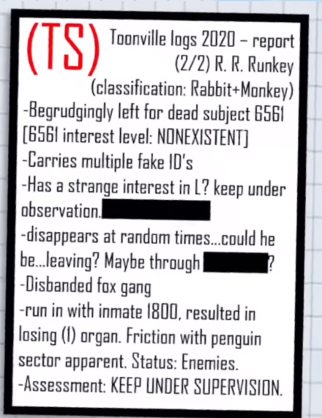 (TS) Toonville logs 2020 – report
(2/2) R. R. Runkey
(classification: Rabbit+Monkey)
-Begrudgingly left for dead subject 6561
[6561 interest level: NONEXISTENT]
-Carries multiple fake ID's
-Has a strange interest in L? keep under
observation.
-disappears at random times...could he
be...leaving? Maybe through ?
-Disbanded fox gang
-run in with inmate 1800, resulted in
losing (1) organ. Friction with penguin
sector apparent. Status: Enemies.
-Assessment: KEEP UNDER SUPERVISION.